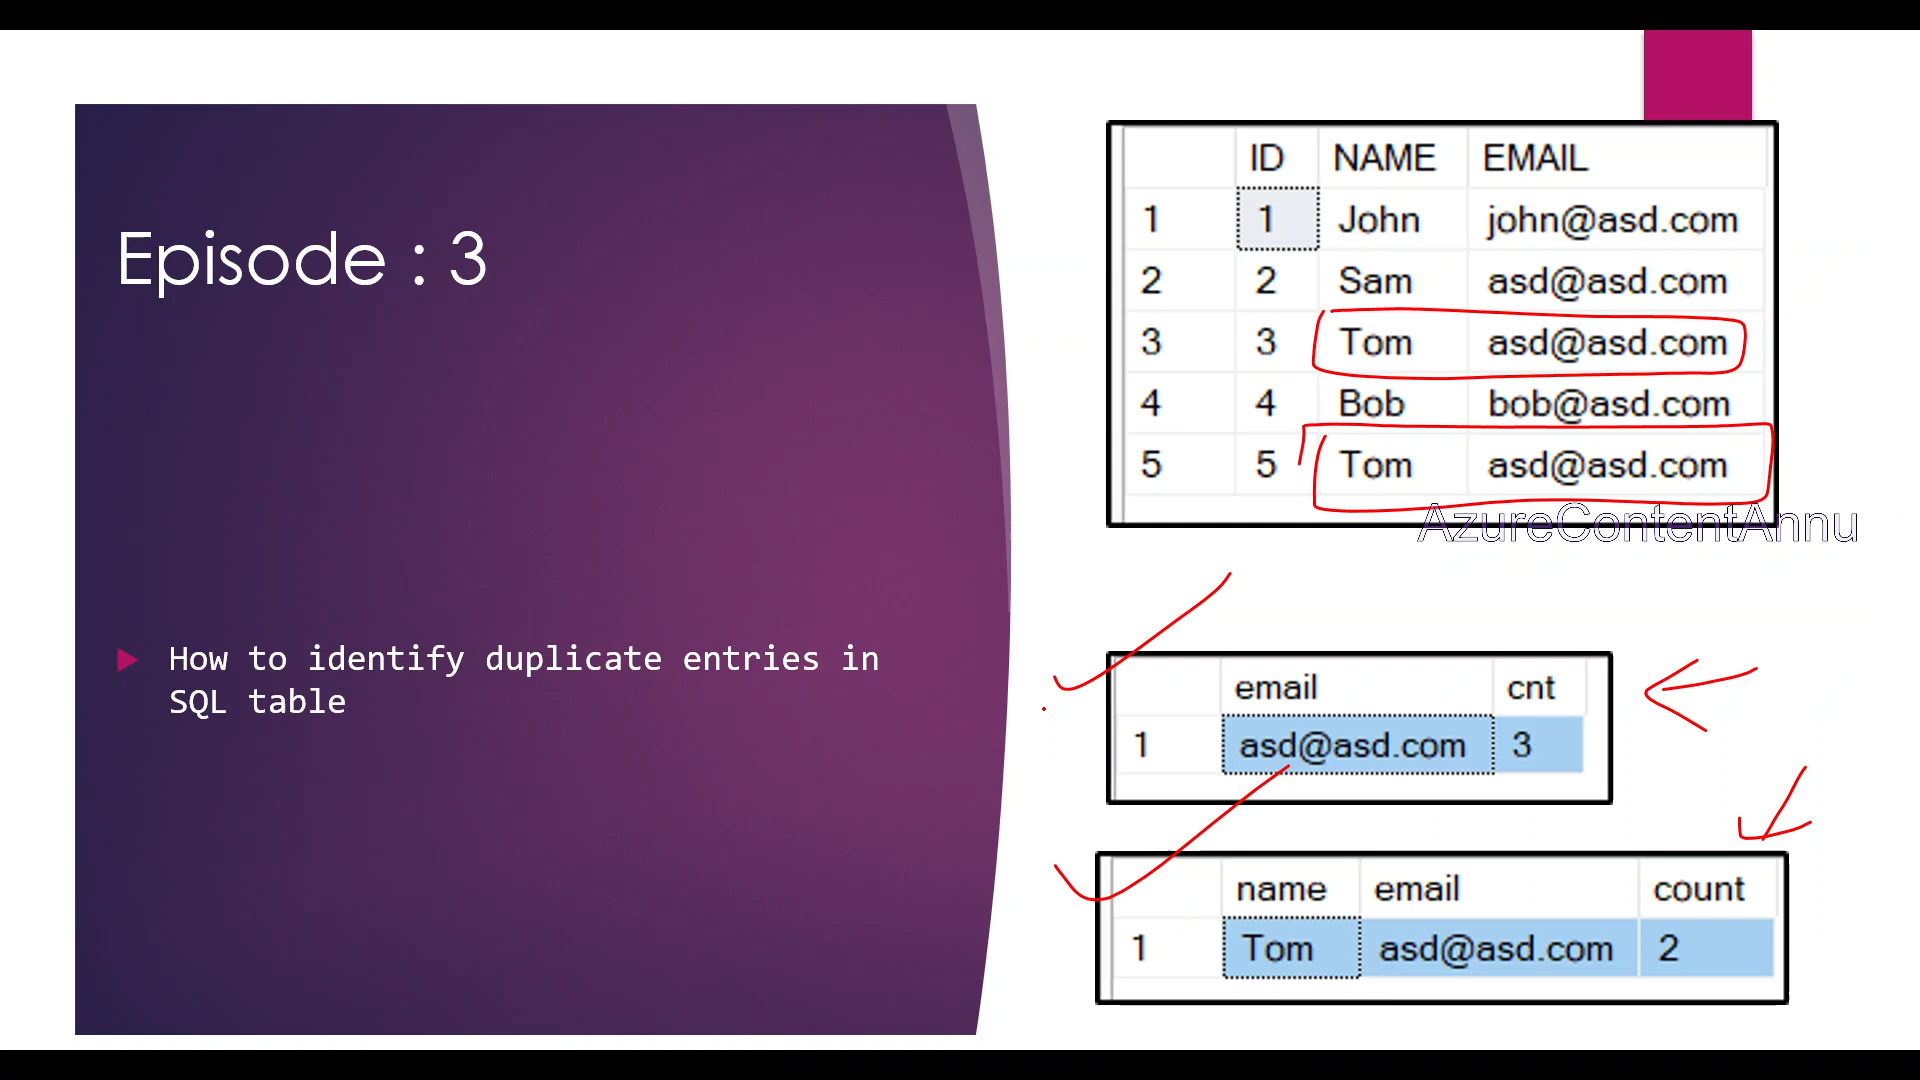 Episode : 3
How to identify duplicate entries in
SQL table
ID NAME EMAIL
1 1 John john@asd.com
2 2 Sam asd@asd.com
3 3 Tom asd@asd.com
4 4 Bob bob@asd.com
5 5 Tom asd@asd.com
AzureContentAnnu
email cnt
1 asd@asd.com 3
name email count
1 Tom asd@asd.com 2